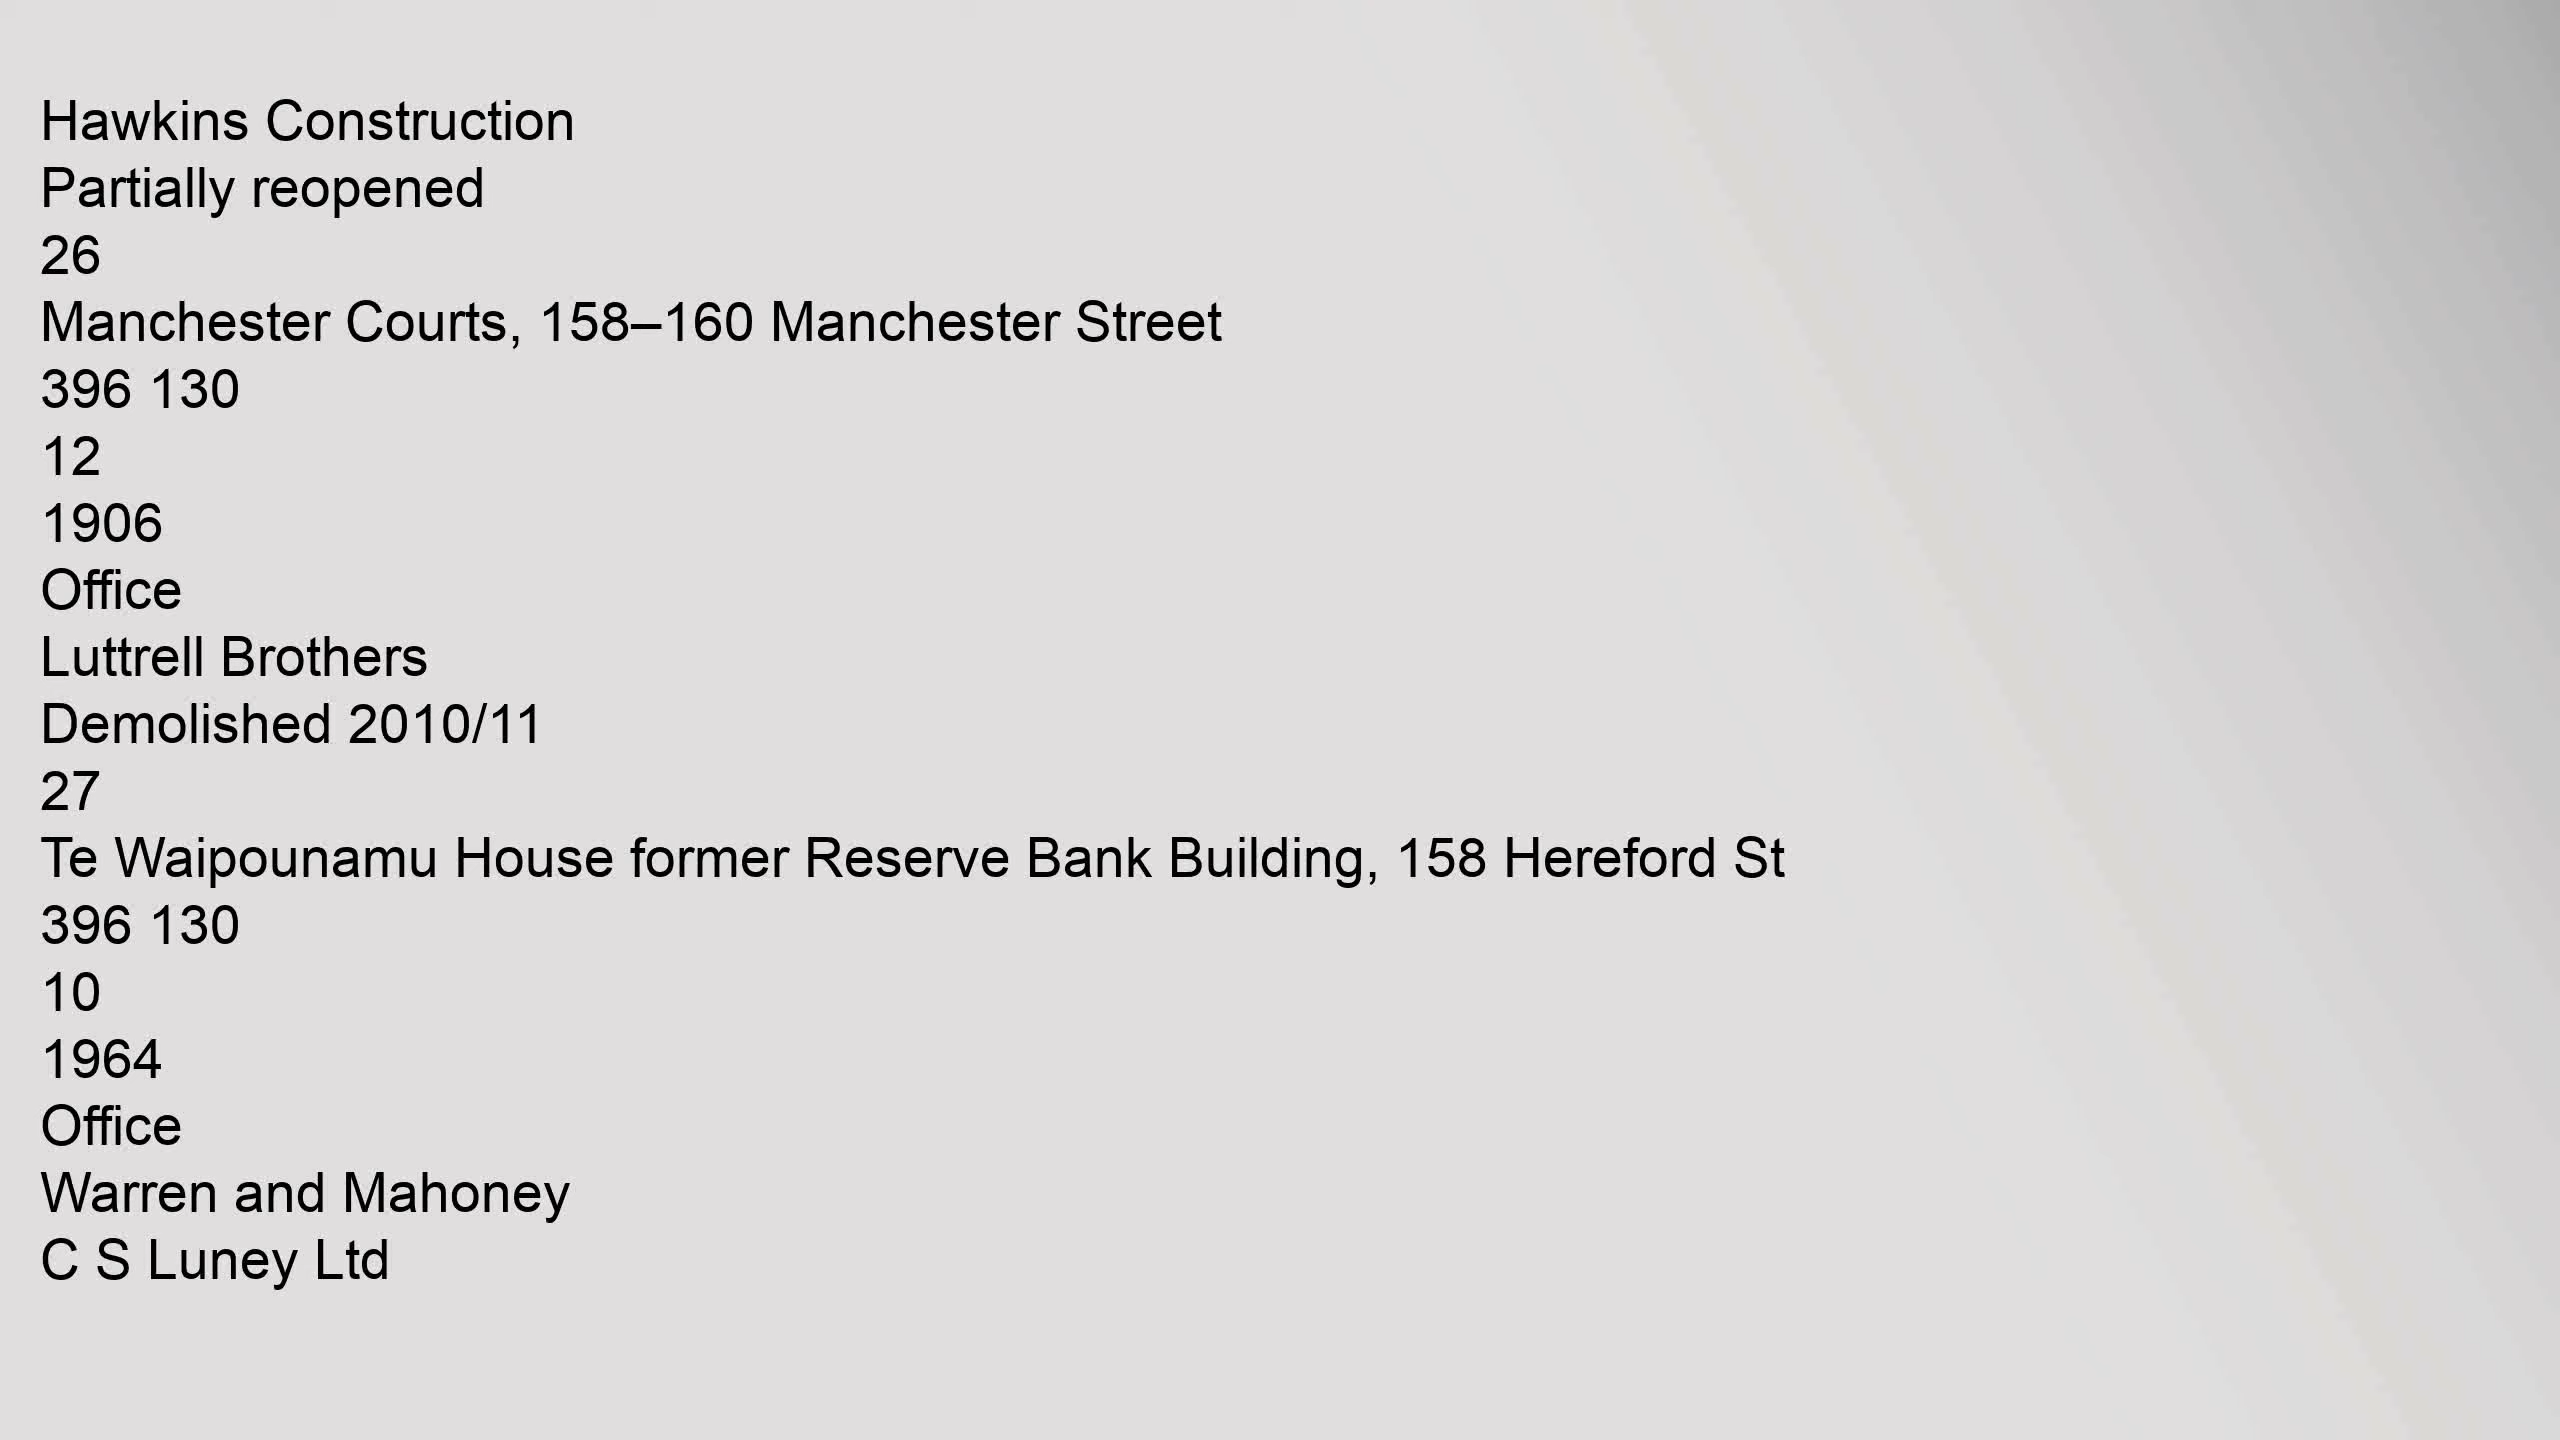 Hawkins Construction
Partially reopened
26
Manchester Courts, 158–160 Manchester Street
396 130
12
1906
Office
Luttrell Brothers
Demolished 2010/11
27
Te Waipounamu House former Reserve Bank Building, 158 Hereford St
396 130
10
1964
Office
Warren and Mahoney
C S Luney Ltd